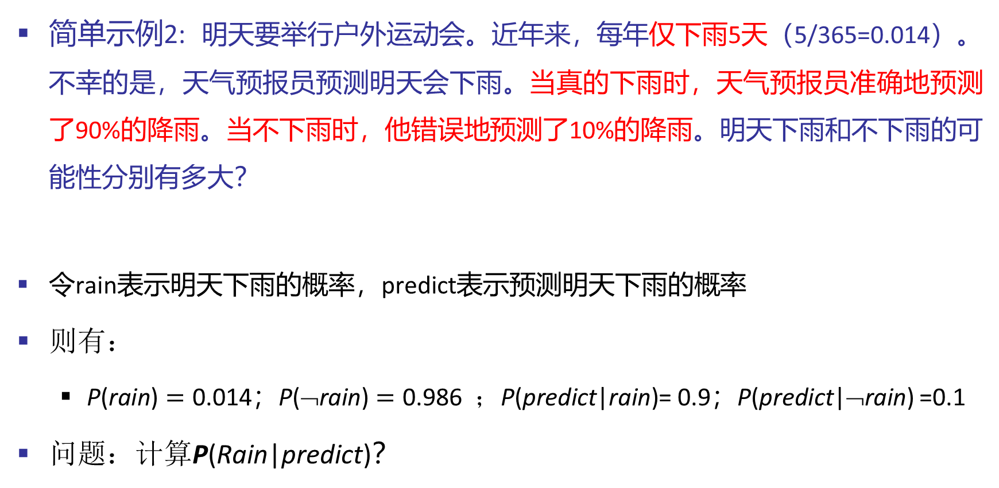 ▪ 简单示例2：明天要举行户外运动会。近年来，每年仅下雨5天（5/365=0.014）。
不幸的是，天气预报员预测明天会下雨。当真的下雨时，天气预报员准确地预测
了90%的降雨。当不下雨时，他错误地预测了10%的降雨。明天下雨和不下雨的可
能性分别有多大？
▪ 令rain表示明天下雨的概率，predict表示预测明天下雨的概率
▪ 则有：
▪ P(rain) = 0.014；P(¬rain) = 0.986 ；P(predict|rain)= 0.9；P(predict|¬rain) =0.1
▪ 问题：计算P(Rain|predict)？